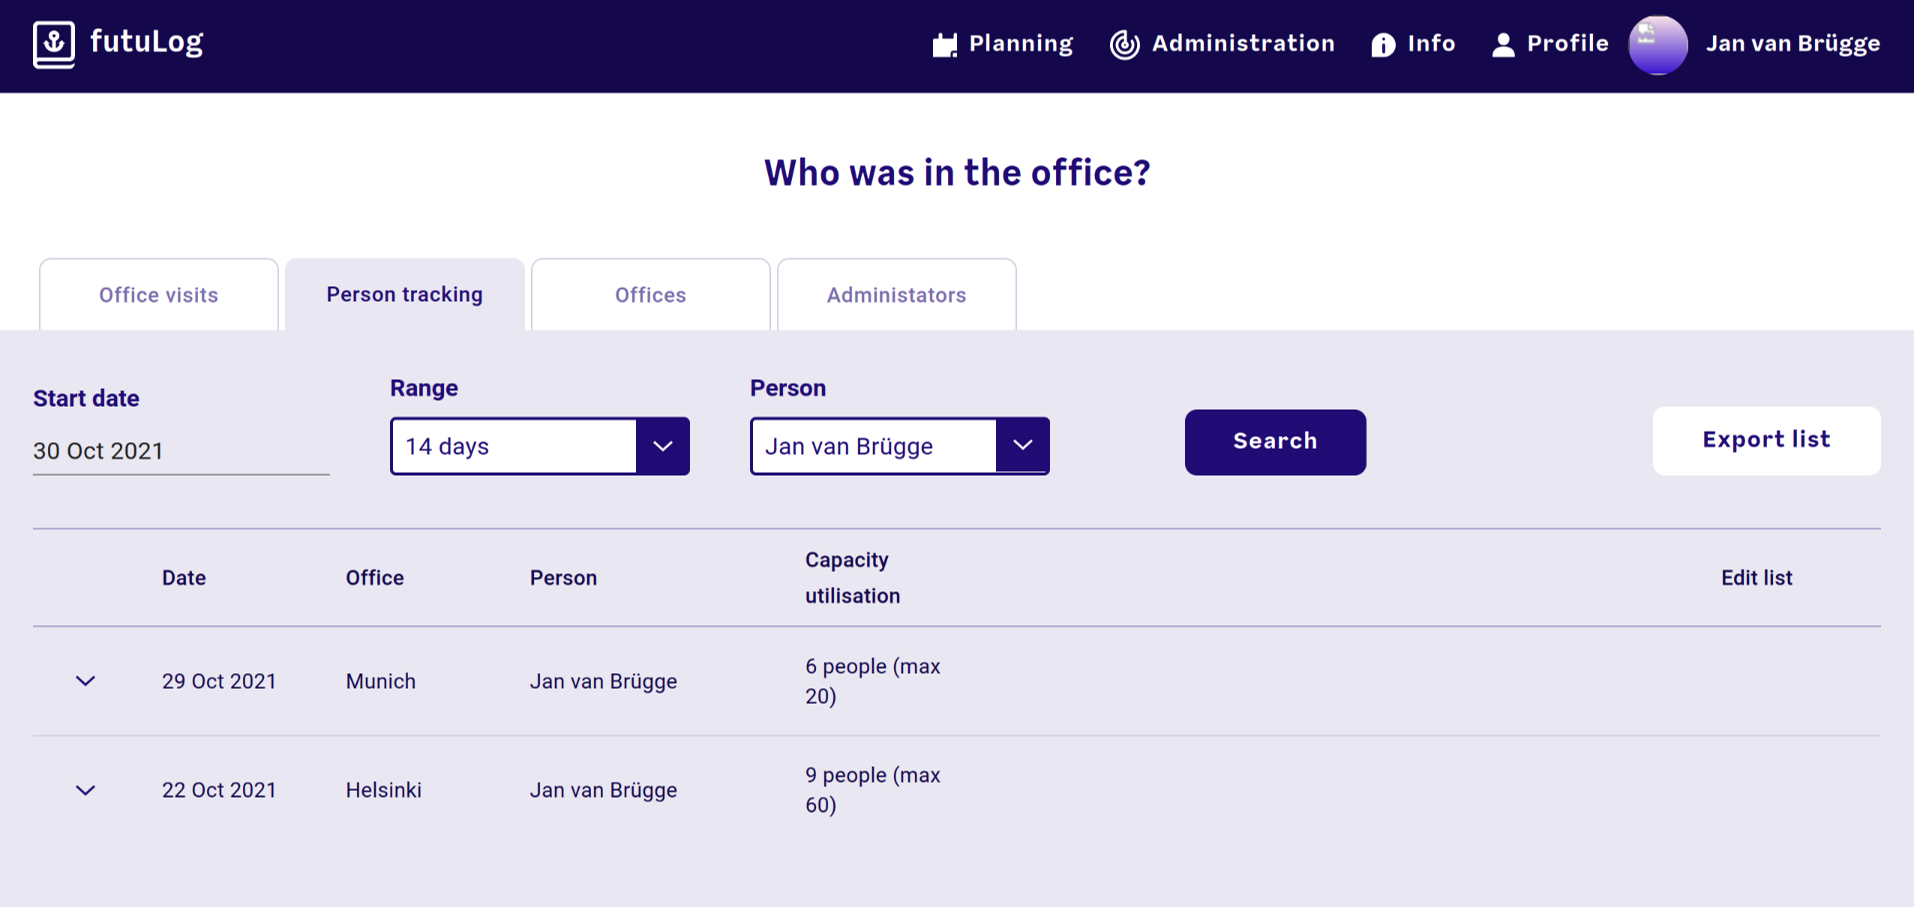 futuLog
Planning Administration Info Profile Jan van Brügge
Who was in the office?
Office visits Person tracking Offices Administators
Start date Range Person
30 Oct 2021 14 days Jan van Brügge Search Export list
Date Office Person Capacity utilisation Edit list
29 Oct 2021 Munich Jan van Brügge 6 people (max 20)
22 Oct 2021 Helsinki Jan van Brügge 9 people (max 60)